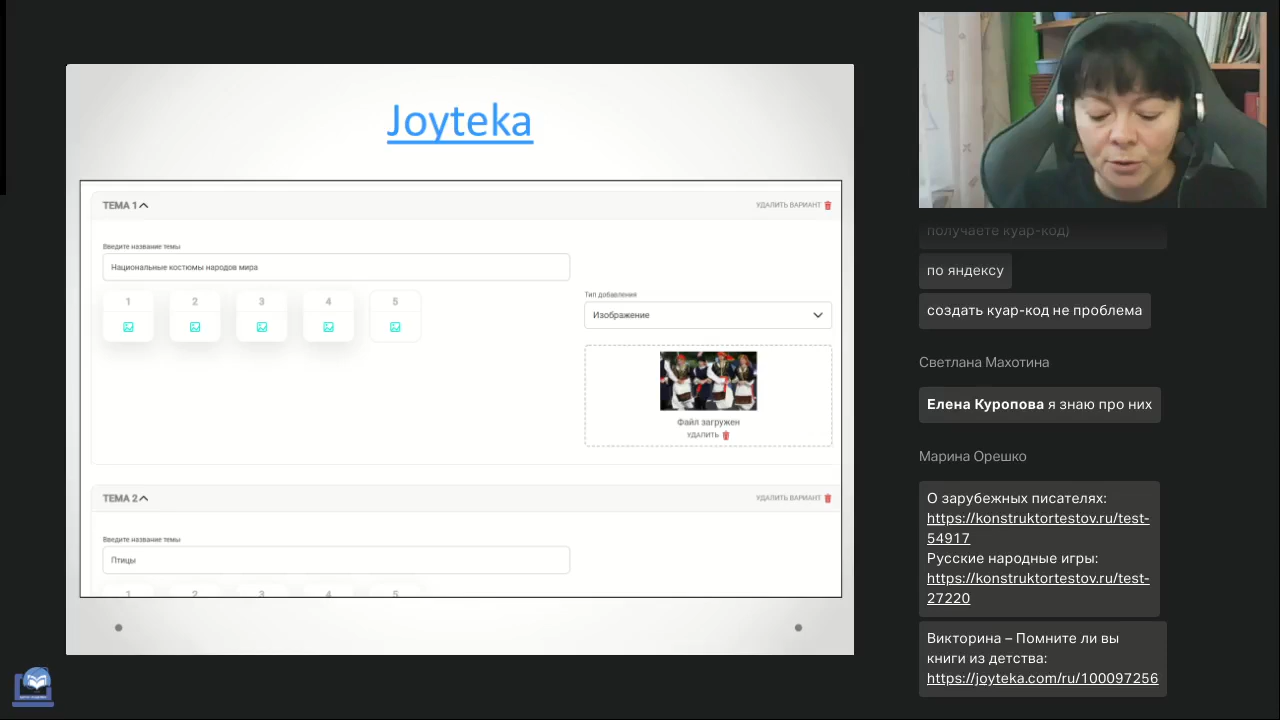 Joyteka
ТЕМА 1
УДАЛИТЬ ВАРИАНТ
Введите название темы
Национальные костюмы народов мира
1 2 3 4 5
Тип добавления
Изображение
Файл загружен
УДАЛИТЬ
ТЕМА 2
УДАЛИТЬ ВАРИАНТ
Введите название темы
Птицы
1 2 3 4 5
получаете куар-код)
по яндексу
создать куар-код не проблема
Светлана Махотина
Елена Куропова я знаю про них
Марина Орешко
О зарубежных писателях:
https://konstruktortestov.ru/test-
54917
Русские народные игры:
https://konstruktortestov.ru/test-
27220
Викторина – Помните ли вы
книги из детства:
https://joyteka.com/ru/100097256